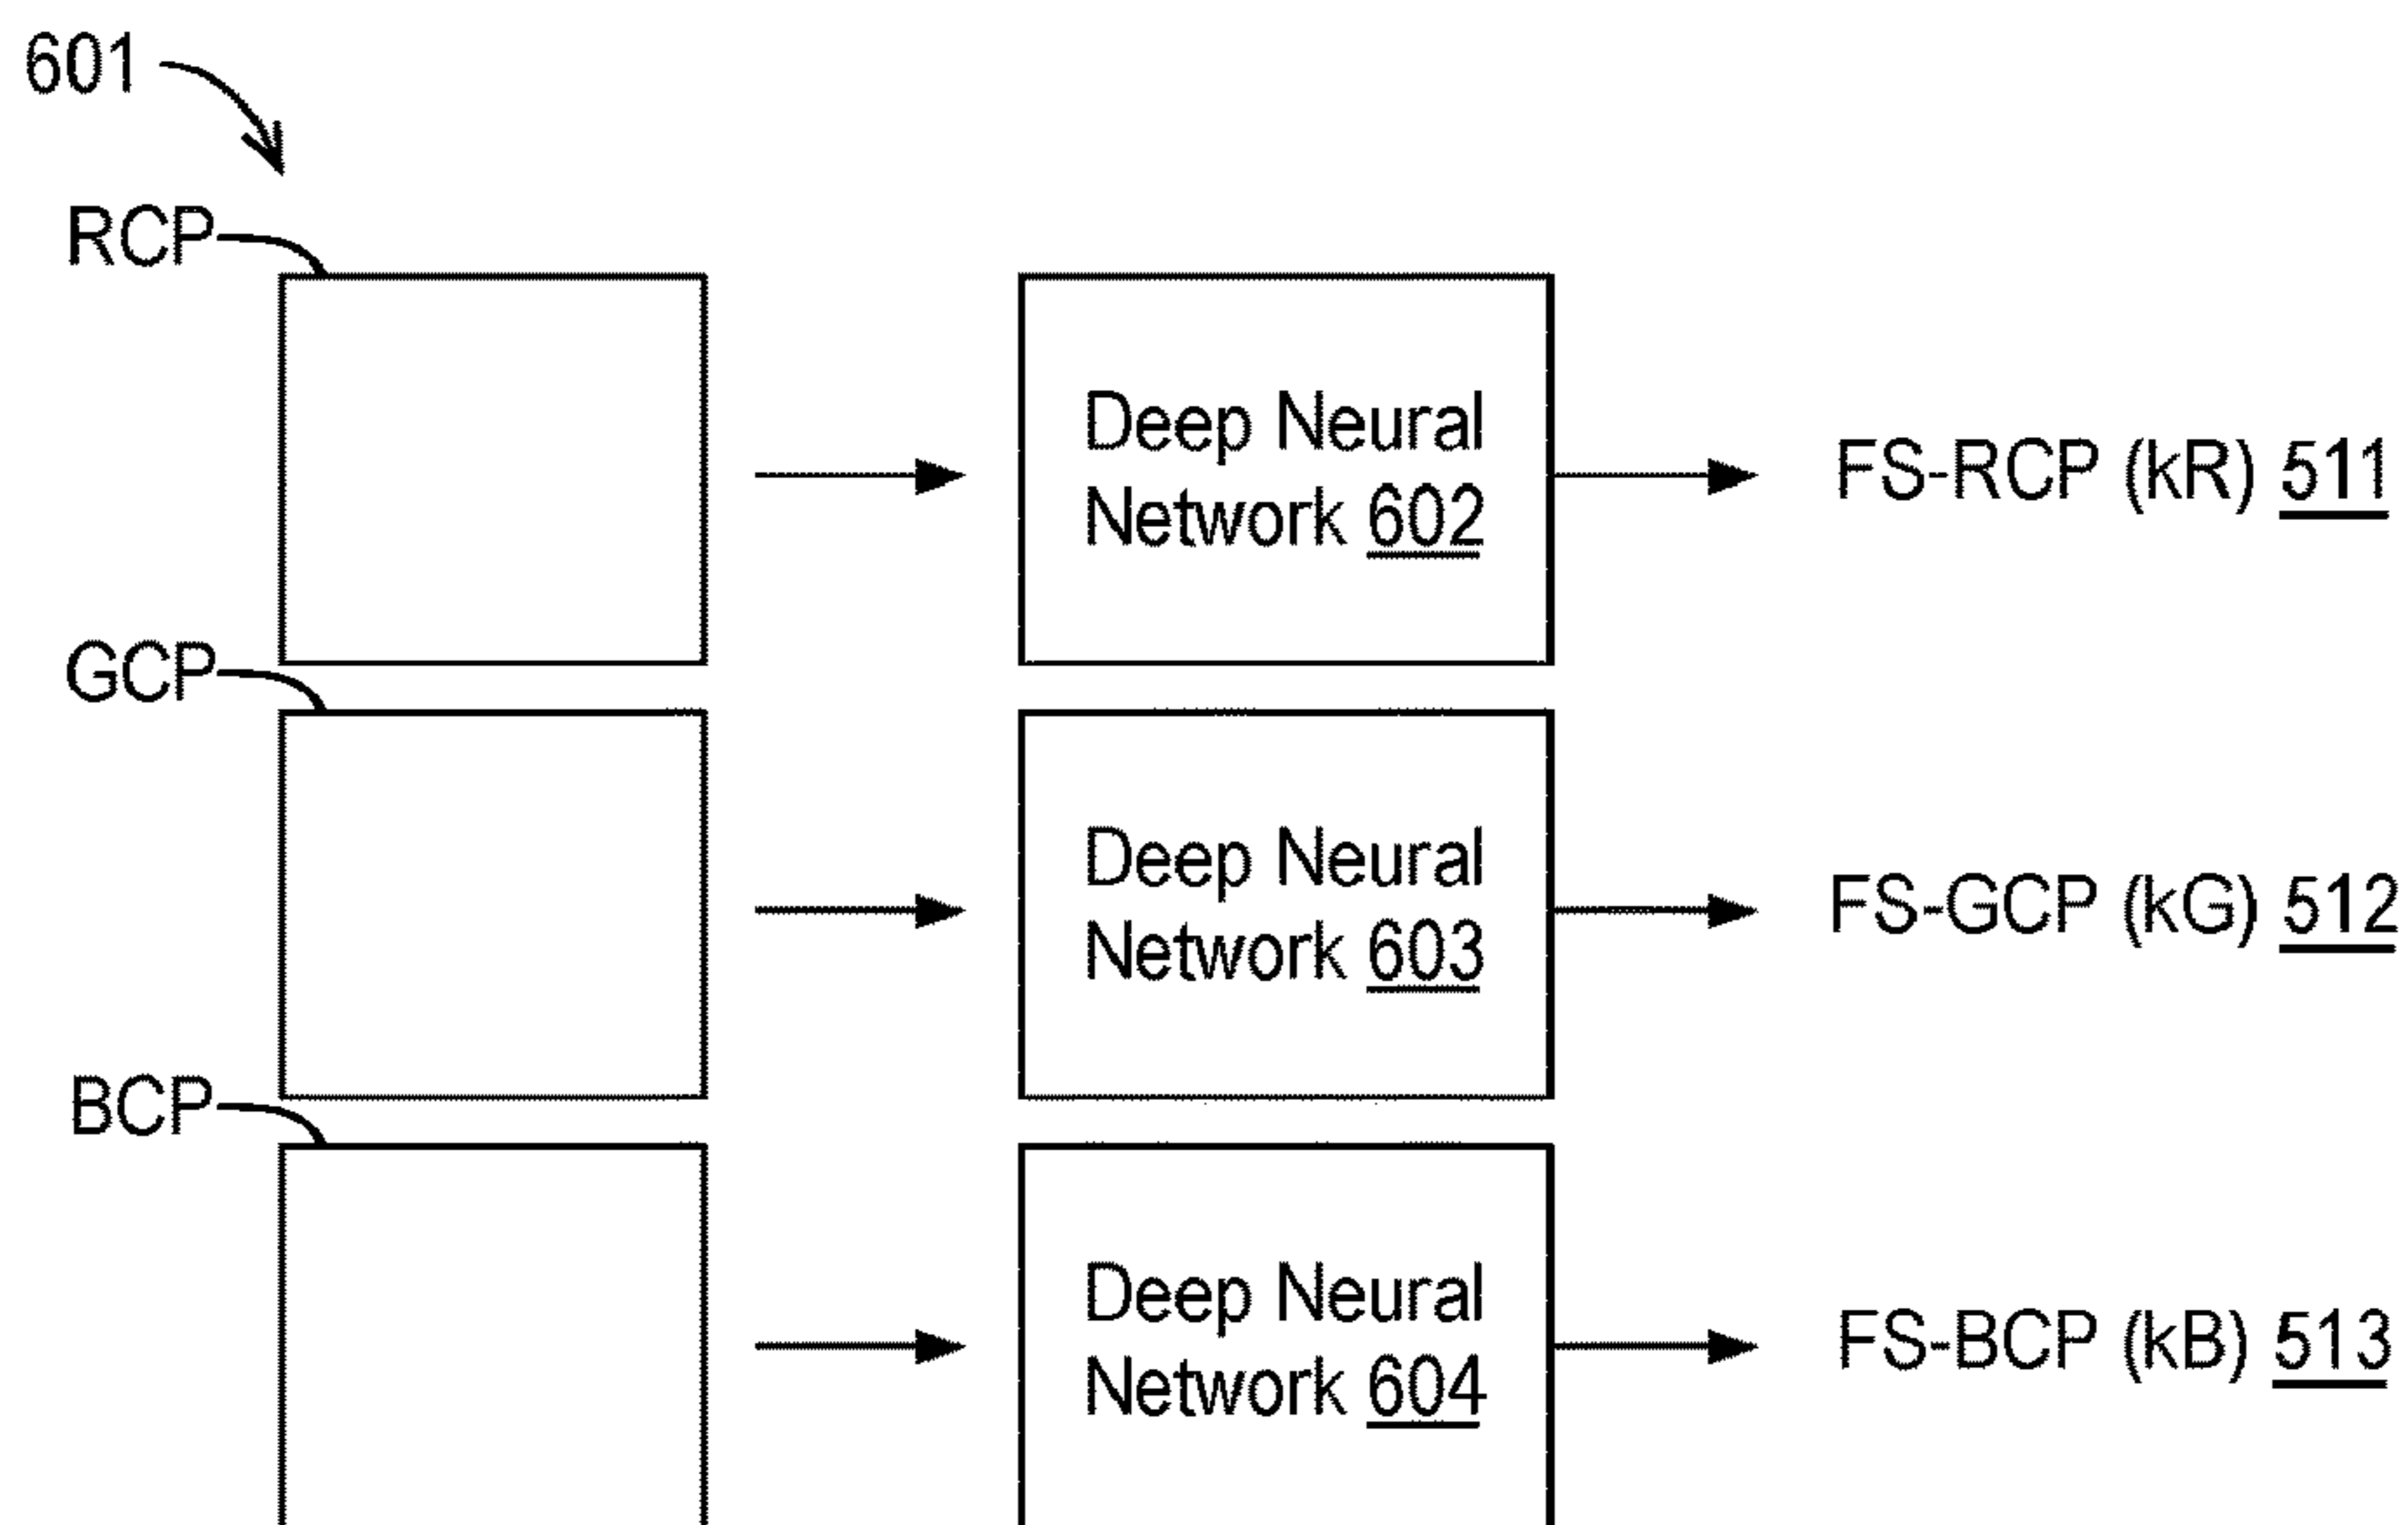 601
RCP
Deep Neural
Network 602
FS-RCP (kR) 511
GCP
Deep Neural
Network 603
FS-GCP (kG) 512
BCP
Deep Neural
Network 604
FS-BCP (kB) 513